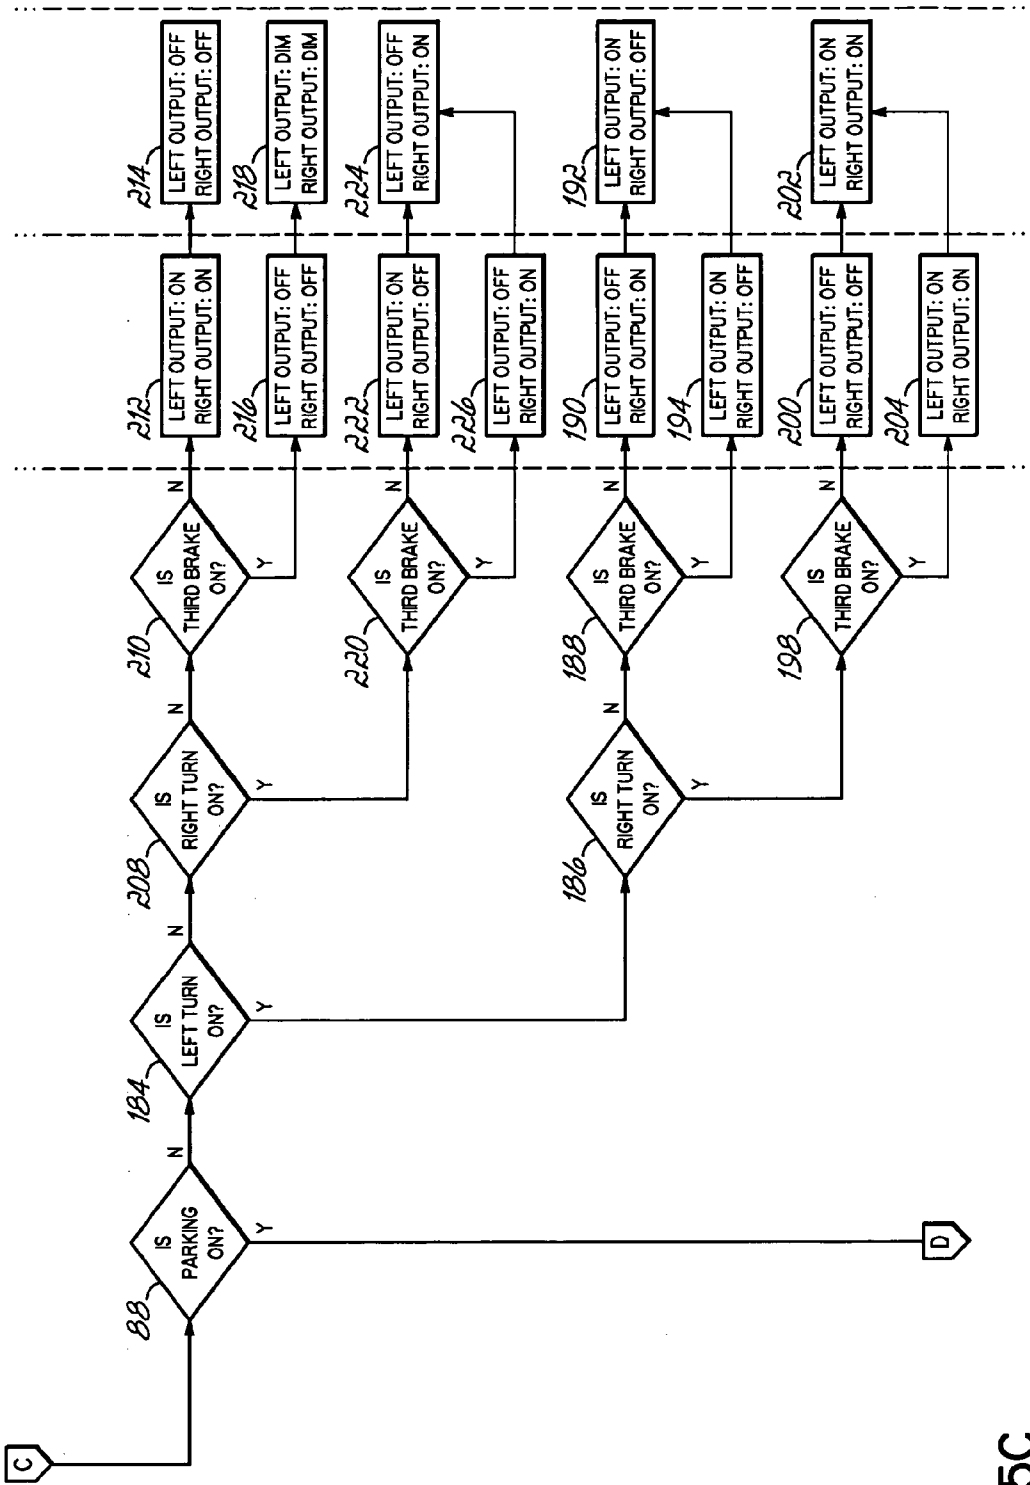 C
88
IS
PARKING
ON?
N
Y
D
184
IS
LEFT TURN
ON?
N
Y
208
IS
RIGHT TURN
ON?
N
Y
186
IS
RIGHT TURN
ON?
N
Y
210
IS
THIRD BRAKE
ON?
N
Y
220
IS
THIRD BRAKE
ON?
N
Y
188
IS
THIRD BRAKE
ON?
N
Y
198
IS
THIRD BRAKE
ON?
N
Y
212
LEFT OUTPUT: ON
RIGHT OUTPUT: ON
216
LEFT OUTPUT: OFF
RIGHT OUTPUT: OFF
222
LEFT OUTPUT: ON
RIGHT OUTPUT: OFF
226
LEFT OUTPUT: OFF
RIGHT OUTPUT: ON
190
LEFT OUTPUT: OFF
RIGHT OUTPUT: ON
194
LEFT OUTPUT: ON
RIGHT OUTPUT: OFF
200
LEFT OUTPUT: OFF
RIGHT OUTPUT: OFF
204
LEFT OUTPUT: ON
RIGHT OUTPUT: ON
214
LEFT OUTPUT: OFF
RIGHT OUTPUT: OFF
218
LEFT OUTPUT: DIM
RIGHT OUTPUT: DIM
224
LEFT OUTPUT: OFF
RIGHT OUTPUT: ON
192
LEFT OUTPUT: ON
RIGHT OUTPUT: OFF
202
LEFT OUTPUT: ON
RIGHT OUTPUT: ON
5C